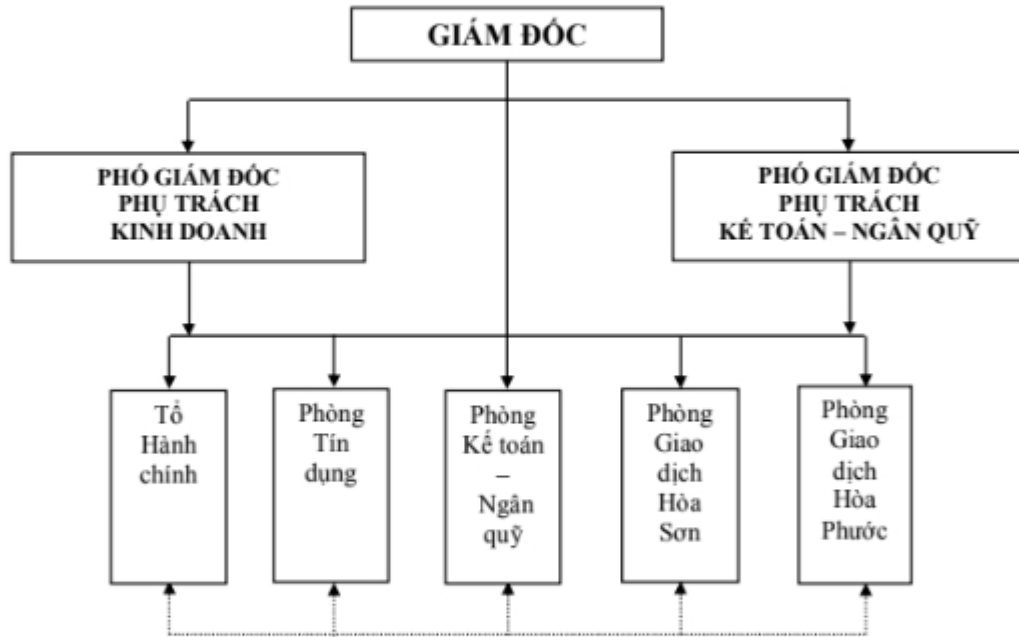 GIÁM ĐỐC
PHÓ GIÁM ĐỐC
PHỤ TRÁCH
KINH DOANH
PHÓ GIÁM ĐỐC
PHỤ TRÁCH
KẾ TOÁN – NGÂN QUỸ
Tổ
Hành
chính
Phòng
Tín
dụng
Phòng
Kế toán
–
Ngân
quỹ
Phòng
Giao
dịch
Hòa
Sơn
Phòng
Giao
dịch
Hòa
Phước